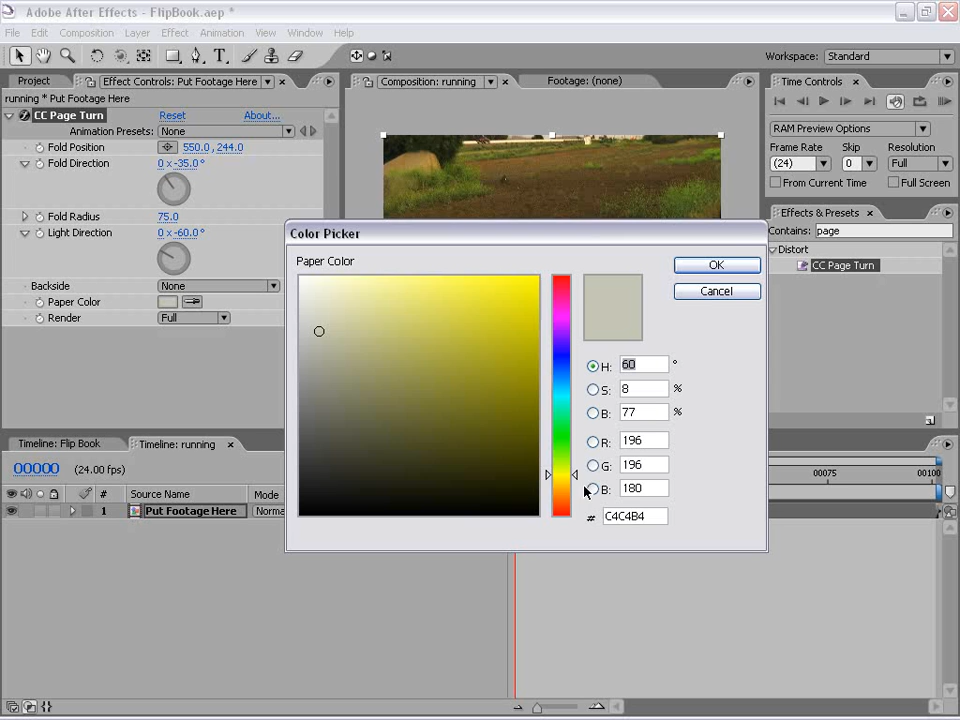 Adobe After Effects - FlipBook.aep *
File Edit Composition Layer Effect Animation View Window Help
Workspace: Standard
Project Effect Controls: Put Footage Here
Composition: running Footage: (none)
Time Controls
running * Put Footage Here
CC Page Turn Reset About...
Animation Presets: None
Fold Position 550.0, 244.0
Fold Direction 0 x -35.0°
Fold Radius 75.0
Light Direction 0 x -60.0°
Backside None
Paper Color
Render Full
RAM Preview Options
Frame Rate Skip Resolution
(24) 0 Full
From Current Time Full Screen
Effects & Presets
Contains: page
Distort
CC Page Turn
Color Picker
Paper Color
OK
Cancel
H: 60 °
S: 8 %
B: 77 %
R: 196
G: 196
B: 180
# C4C4B4
Timeline: Flip Book Timeline: running
00000 (24.00 fps)
00075 00100
# Source Name Mode
1 Put Footage Here Norma